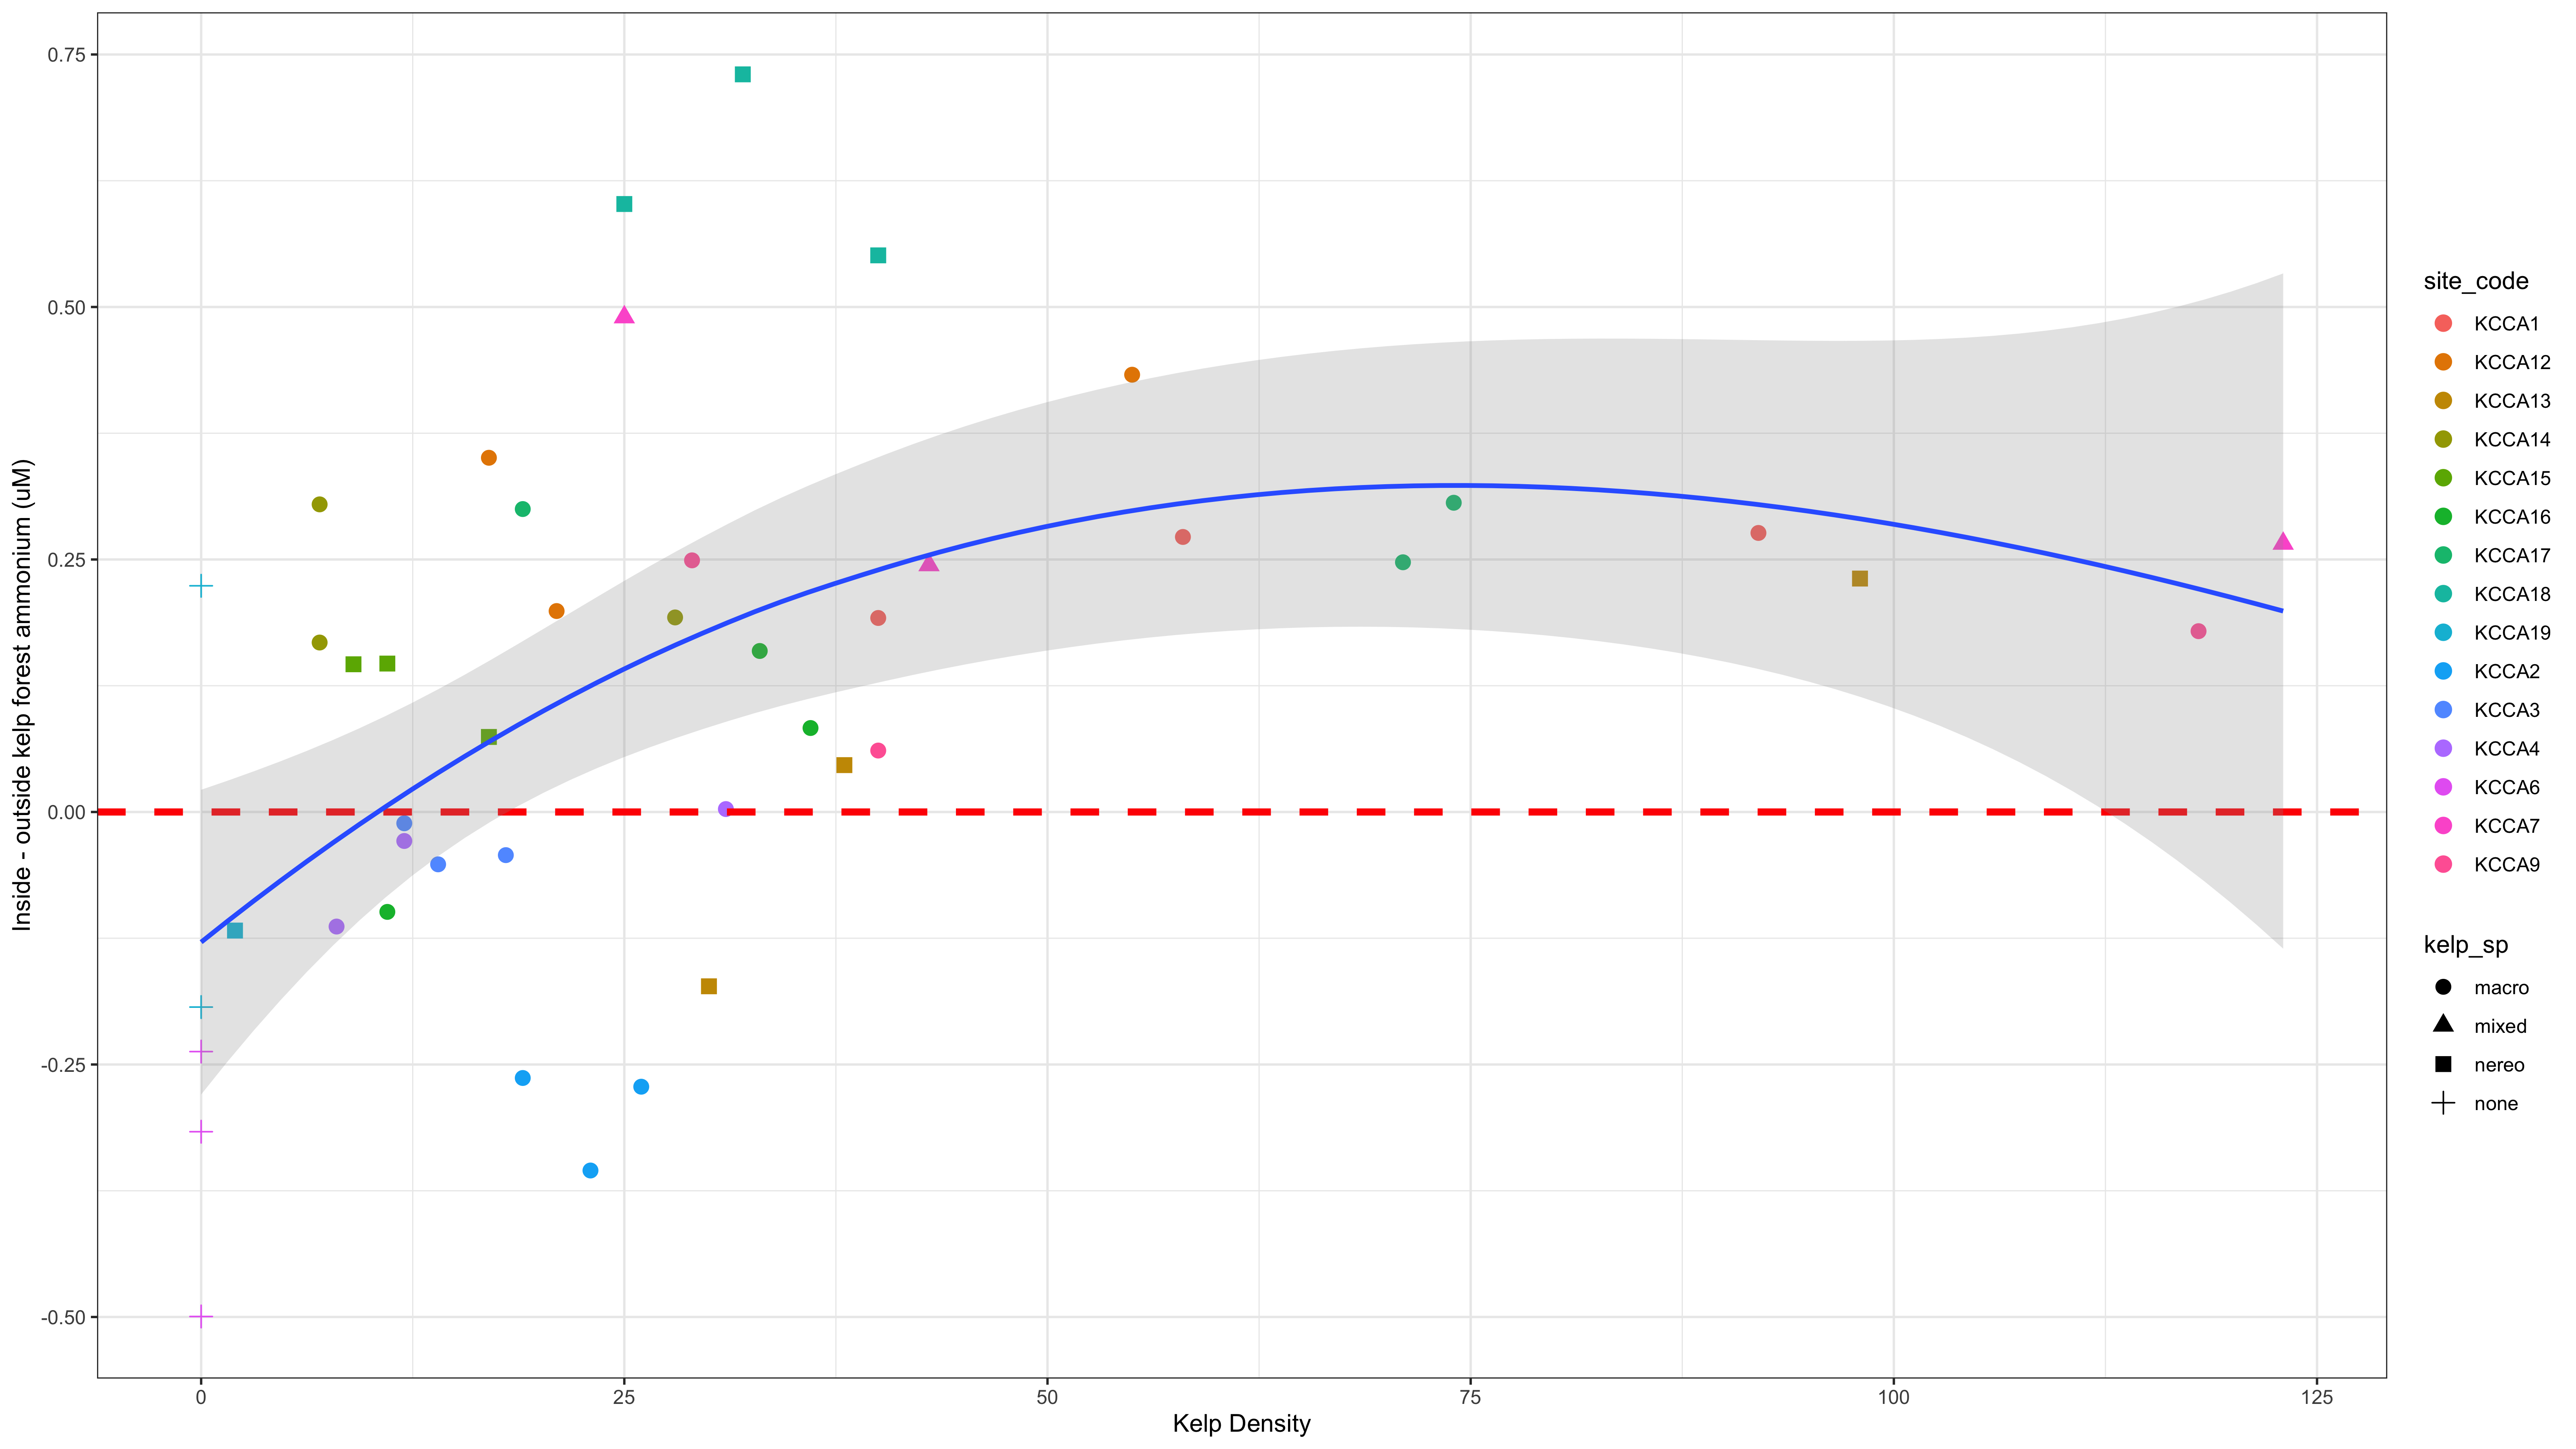 Inside - outside kelp forest ammonium (uM)
0.75
0.50
0.25
0.00
-0.25
-0.50
0
25
50
75
100
125
Kelp Density
site_code
KCCA1
KCCA12
KCCA13
KCCA14
KCCA15
KCCA16
KCCA17
KCCA18
KCCA19
KCCA2
KCCA3
KCCA4
KCCA6
KCCA7
KCCA9
kelp_sp
macro
mixed
nereo
none